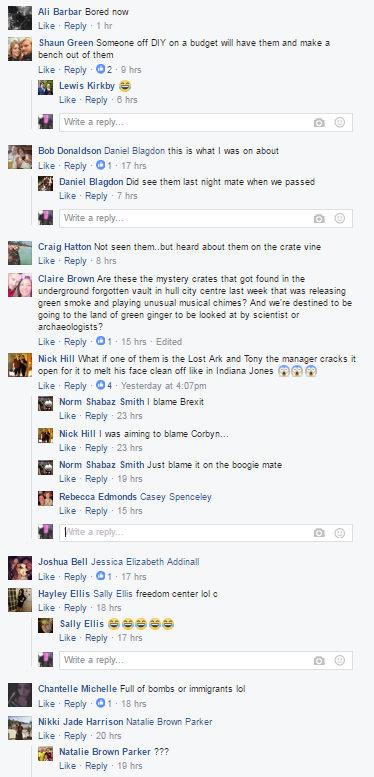 Ali Barbar Bored now
Like · Reply · 1 hr
Shaun Green Someone off DIY on a budget will have them and make a
bench out of them
Like · Reply · 2 · 9 hrs
Lewis Kirkby 😂
Like · Reply · 6 hrs
Write a reply...
Bob Donaldson Daniel Blagdon this is what I was on about
Like · Reply · 1 · 17 hrs
Daniel Blagdon Did see them last night mate when we passed
Like · Reply · 7 hrs
Write a reply...
Craig Hatton Not seen them..but heard about them on the crate vine
Like · Reply · 8 hrs
Claire Brown Are these the mystery crates that got found in the
underground forgotten vault in hull city centre last week that was releasing
green smoke and playing unusual musical chimes? And we're destined to be
going to the land of green ginger to be looked at by scientist or
archaeologists?
Like · Reply · 1 · 15 hrs · Edited
Nick Hill What if one of them is the Lost Ark and Tony the manager cracks it
open for it to melt his face clean off like in Indiana Jones 😱😱😱
Like · Reply · 4 · Yesterday at 4:07pm
Norm Shabaz Smith I blame Brexit
Like · Reply · 23 hrs
Nick Hill I was aiming to blame Corbyn...
Like · Reply · 23 hrs
Norm Shabaz Smith Just blame it on the boogie mate
Like · Reply · 19 hrs
Rebecca Edmonds Casey Spenceley
Like · Reply · 15 hrs
Write a reply...
Joshua Bell Jessica Elizabeth Addinall
Like · Reply · 1 · 17 hrs
Hayley Ellis Sally Ellis freedom center lol c
Like · Reply · 18 hrs
Sally Ellis 😂😂😂😂😂
Like · Reply · 17 hrs
Write a reply...
Chantelle Michelle Full of bombs or immigrants lol
Like · Reply · 1 · 18 hrs
Nikki Jade Harrison Natalie Brown Parker
Like · Reply · 20 hrs
Natalie Brown Parker ???
Like · Reply · 19 hrs